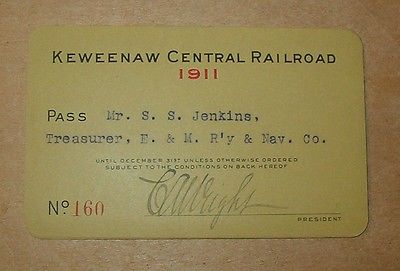 KEWEENAW CENTRAL RAILROAD
1911
PASS Mr. S. S. Jenkins,
Treasurer, E. & M. R'y & Nav. Co.
UNTIL DECEMBER 31ST UNLESS OTHERWISE ORDERED
SUBJECT TO THE CONDITIONS ON BACK HEREOF
No 160
CAWright
PRESIDENT